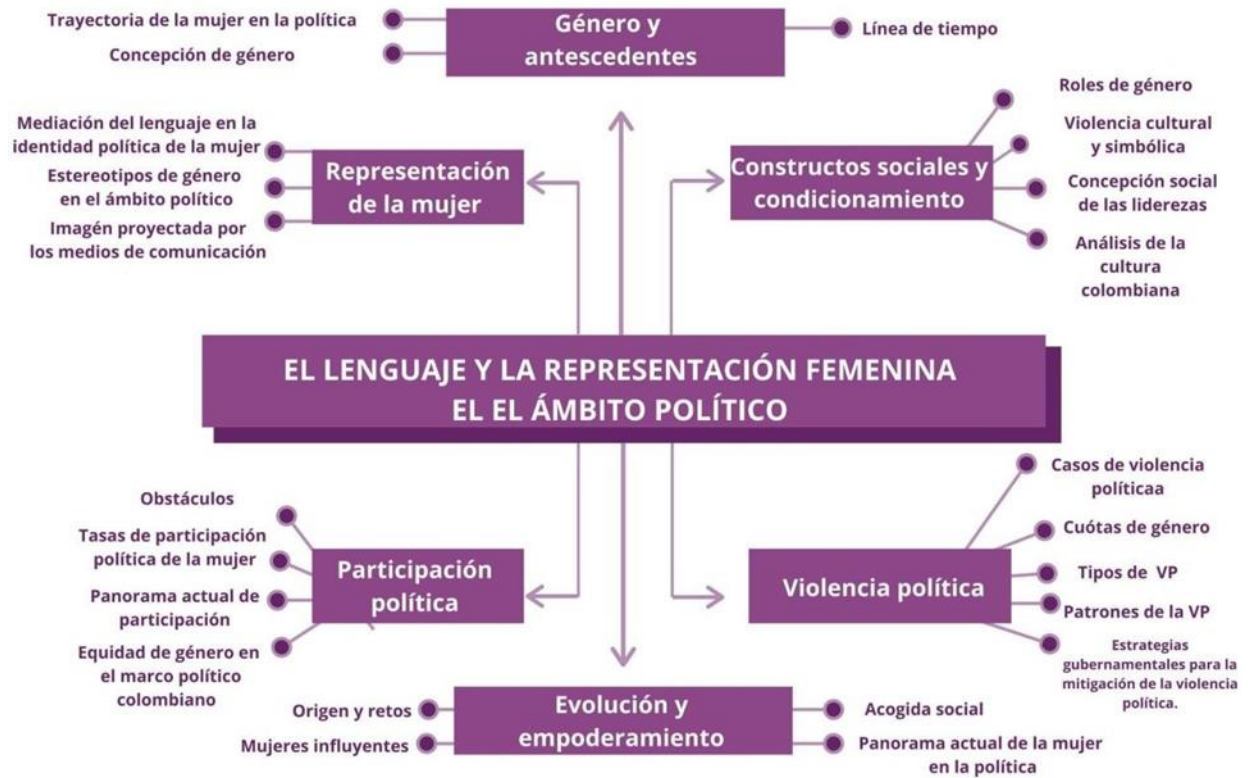 Trayectoria de la mujer en la política
Concepción de género
Género y
antescedentes
Línea de tiempo
Mediación del lenguaje en la
identidad política de la mujer
Estereotipos de género
en el ámbito político
Imagén proyectada por
los medios de comunicación
Representación
de la mujer
Constructos sociales y
condicionamiento
Roles de género
Violencia cultural
y simbólica
Concepción social
de las liderezas
Análisis de la
cultura
colombiana
EL LENGUAJE Y LA REPRESENTACIÓN FEMENINA
EL EL ÁMBITO POLÍTICO
Obstáculos
Tasas de participación
política de la mujer
Panorama actual de
participación
Equidad de género en
el marco político
colombiano
Participación
política
Violencia política
Casos de violencia
políticaa
Cuótas de género
Tipos de VP
Patrones de la VP
Estrategias
gubernamentales para la
mitigación de la violencia
política.
Origen y retos
Mujeres influyentes
Evolución y
empoderamiento
Acogida social
Panorama actual de la mujer
en la política